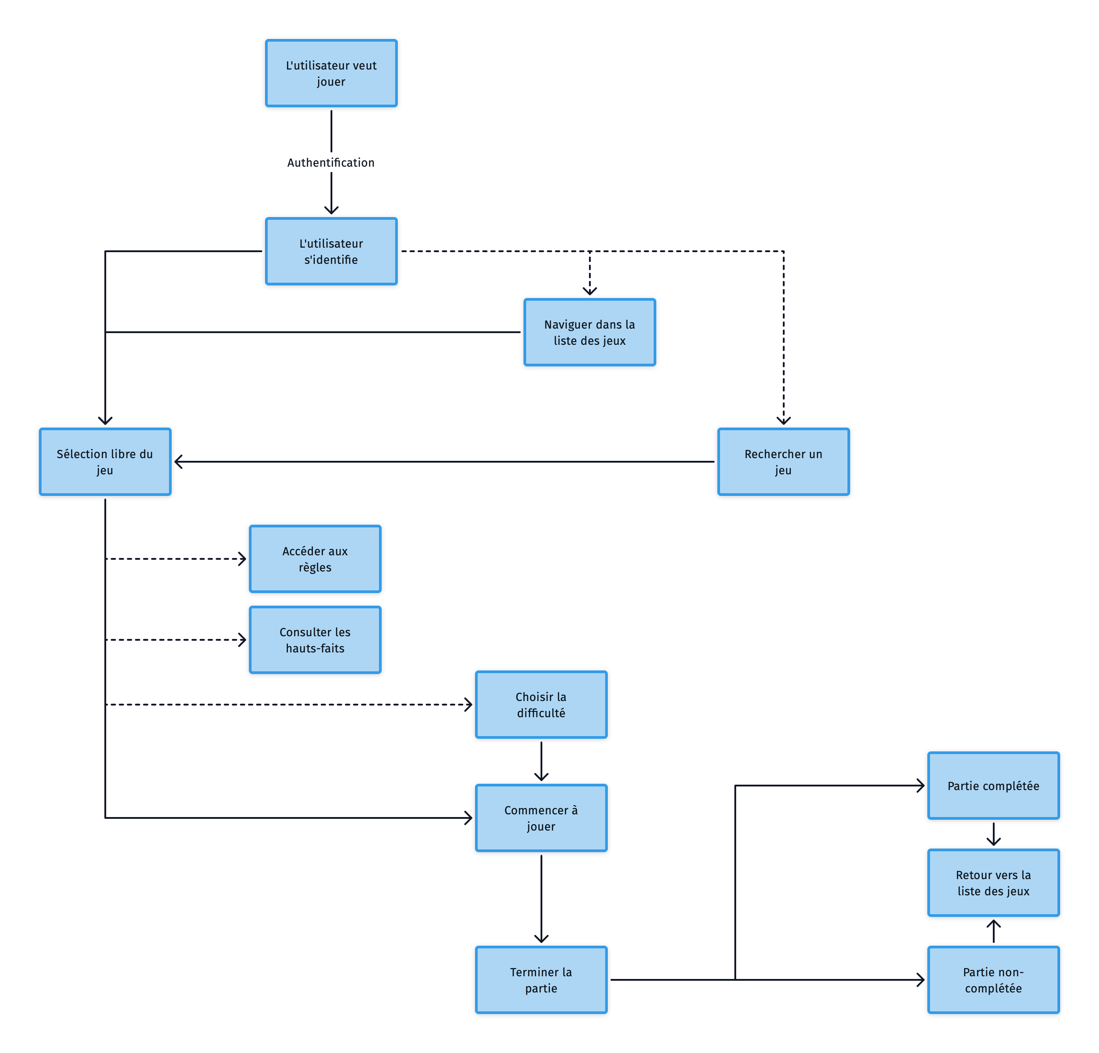 L'utilisateur veut
jouer
Authentification
L'utilisateur
s'identifie
Naviguer dans la
liste des jeux
Sélection libre du
jeu
Rechercher un
jeu
Accéder aux
règles
Consulter les
hauts-faits
Choisir la
difficulté
Commencer à
jouer
Partie complétée
Retour vers la
liste des jeux
Terminer la
partie
Partie non-
complétée